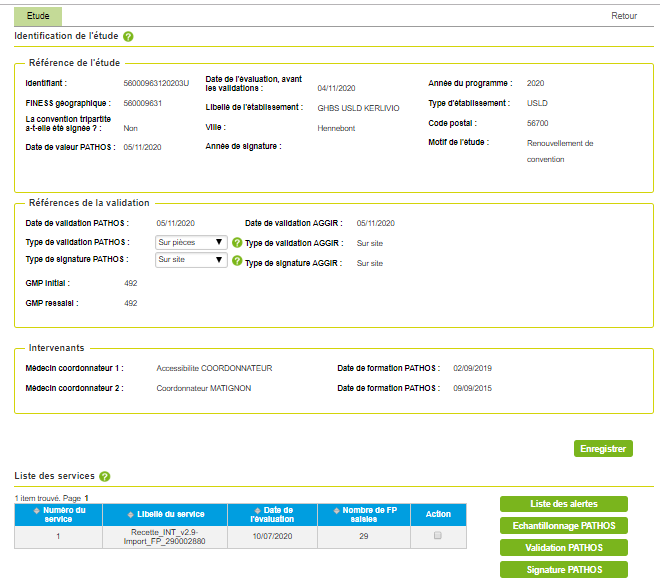 Etude Retour
Identification de l'étude ?
Référence de l'étude
Identifiant : 56000963120203U Date de l'évaluation, avant les validations : 04/11/2020 Année du programme : 2020
FINESS géographique : 560009631 Libellé de l'établissement : GHBS USLD KERLIVIO Type d'établissement : USLD
La convention tripartite a-t-elle été signée ? : Non Ville : Hennebont Code postal : 56700
Date de valeur PATHOS : 05/11/2020 Année de signature : Motif de l'étude : Renouvellement de convention
Références de la validation
Date de validation PATHOS : 05/11/2020 Date de validation AGGIR : 05/11/2020
Type de validation PATHOS : Sur pièces ? Type de validation AGGIR : Sur site
Type de signature PATHOS : Sur site ? Type de signature AGGIR : Sur site
GMP initial : 492
GMP ressaisi : 492
Intervenants
Médecin coordonnateur 1 : Accessibilite COORDONNATEUR Date de formation PATHOS : 02/09/2019
Médecin coordonnateur 2 : Coordonnateur MATIGNON Date de formation PATHOS : 09/09/2015
Enregistrer
Liste des services ?
1 item trouvé. Page 1
Numéro du service Libellé du service Date de l'évaluation Nombre de FP saisies Action
1 Recette_INT_v2.9-Import_FP_290002880 10/07/2020 29
Liste des alertes
Echantillonnage PATHOS
Validation PATHOS
Signature PATHOS